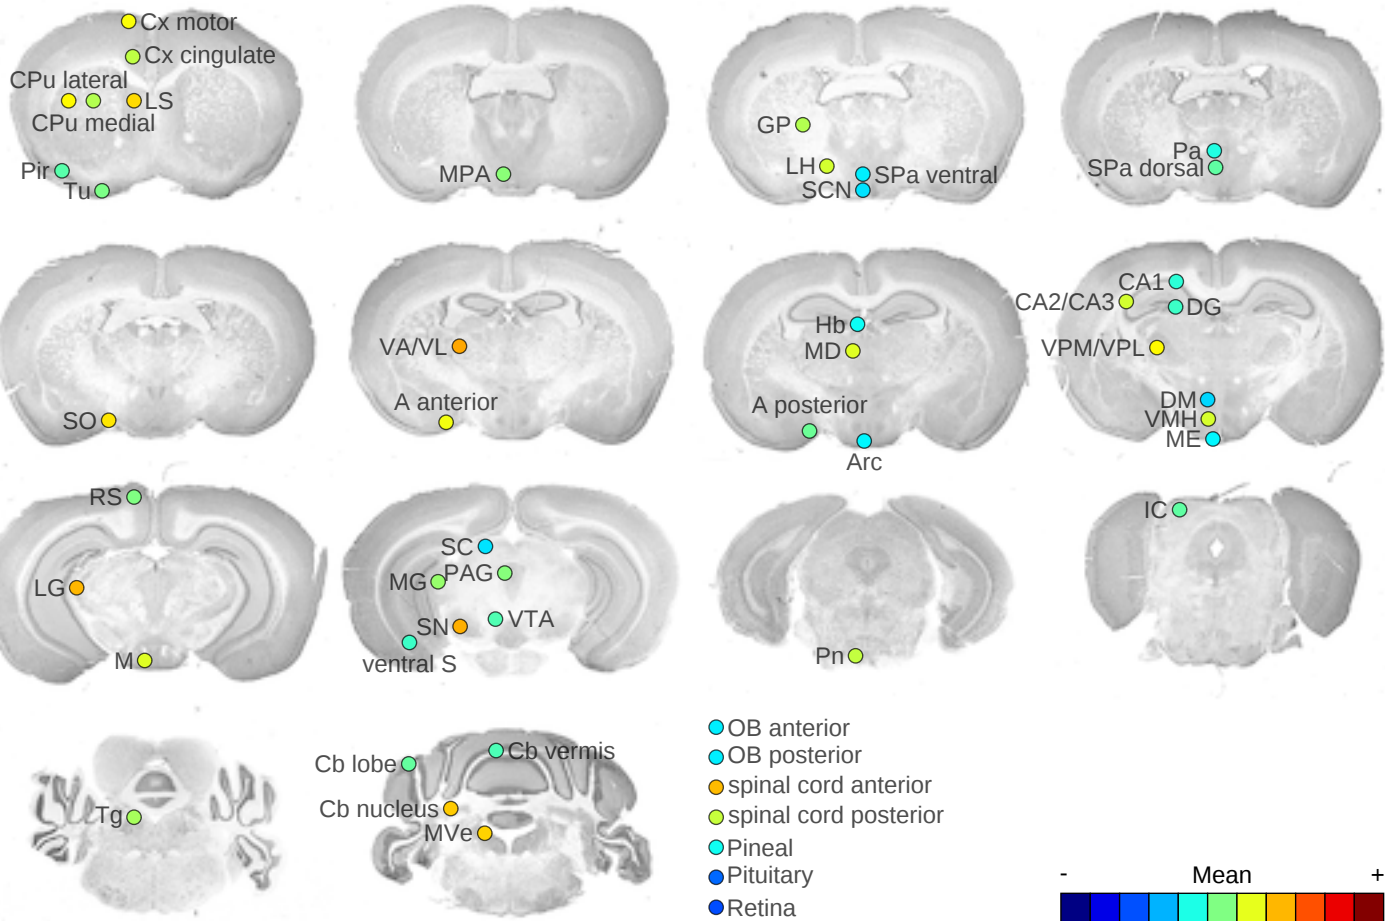 Cx motor
Cx cingulate
CPu lateral
LS
CPu medial
Pir
Tu
MPA
GP
LH
SPa ventral
SCN
Pa
SPa dorsal
SO
VA/VL
A anterior
Hb
MD
A posterior
Arc
CA1
CA2/CA3
DG
VPM/VPL
DM
VMH
ME
RS
LG
M
SC
PAG
MG
SN
VTA
ventral S
Pn
IC
Tg
Cb lobe
Cb vermis
Cb nucleus
MVe
OB anterior
OB posterior
spinal cord anterior
spinal cord posterior
Pineal
Pituitary
Retina
- Mean +